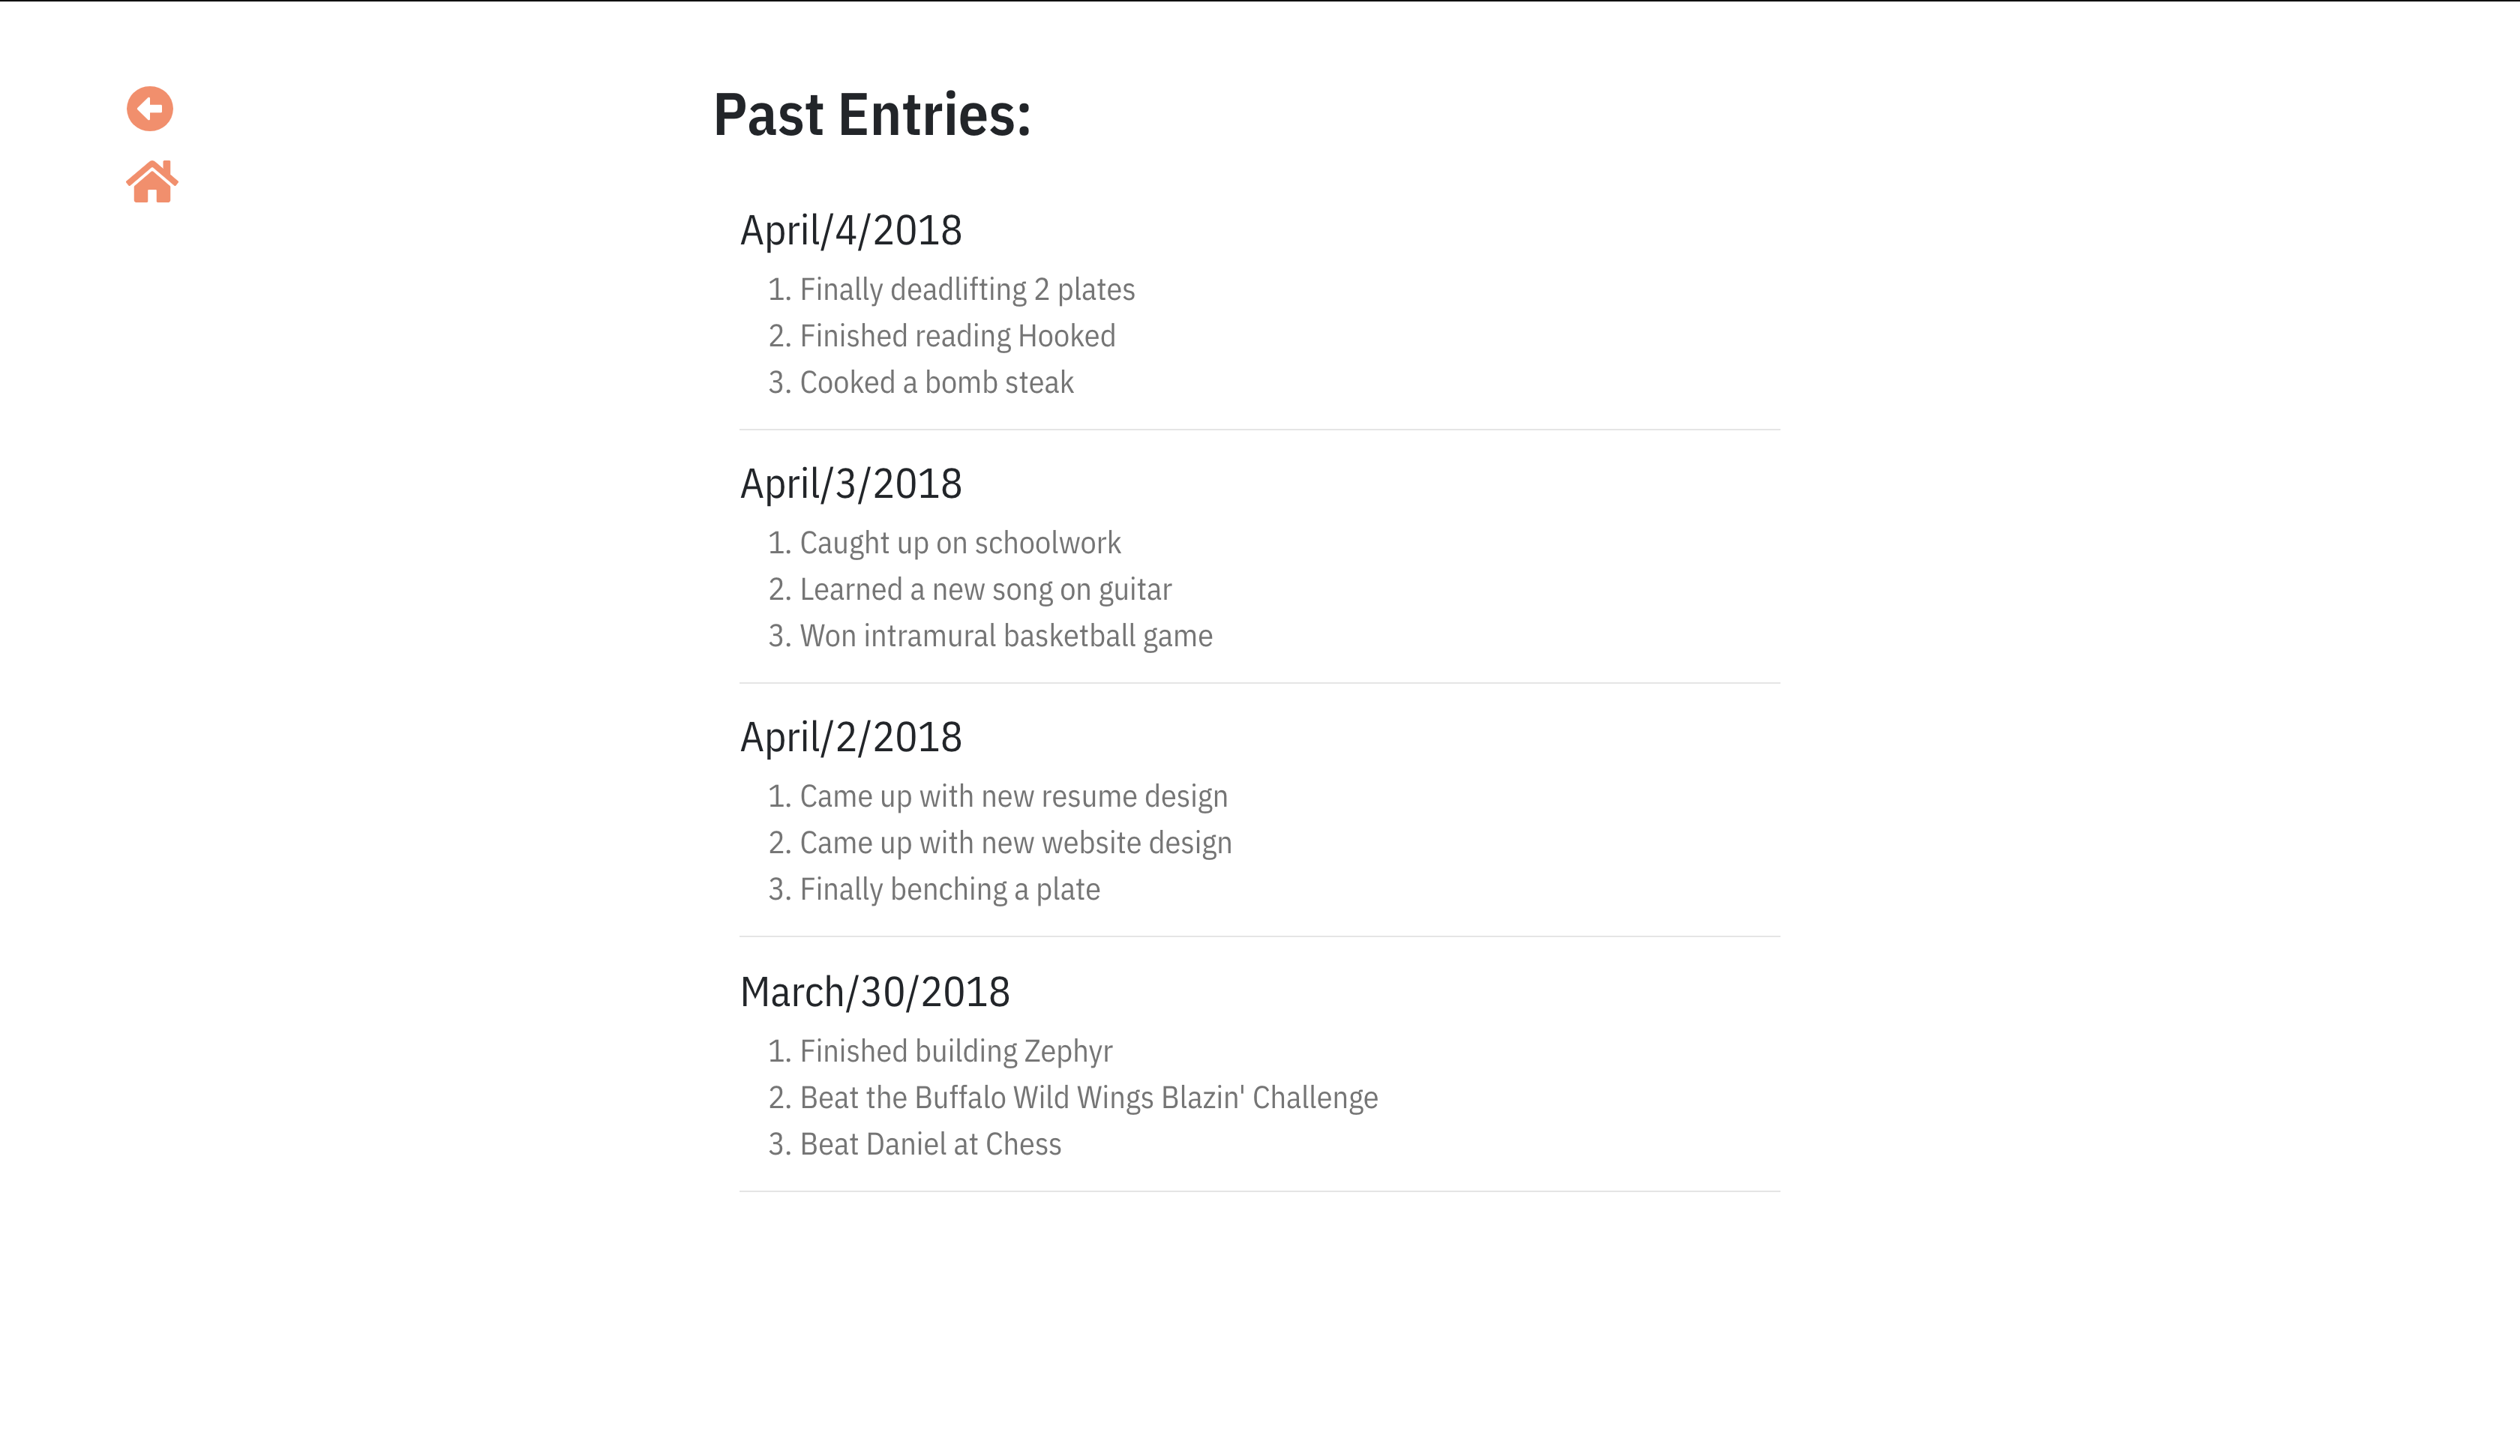 Past Entries:
April/4/2018
1. Finally deadlifting 2 plates
2. Finished reading Hooked
3. Cooked a bomb steak
April/3/2018
1. Caught up on schoolwork
2. Learned a new song on guitar
3. Won intramural basketball game
April/2/2018
1. Came up with new resume design
2. Came up with new website design
3. Finally benching a plate
March/30/2018
1. Finished building Zephyr
2. Beat the Buffalo Wild Wings Blazin' Challenge
3. Beat Daniel at Chess